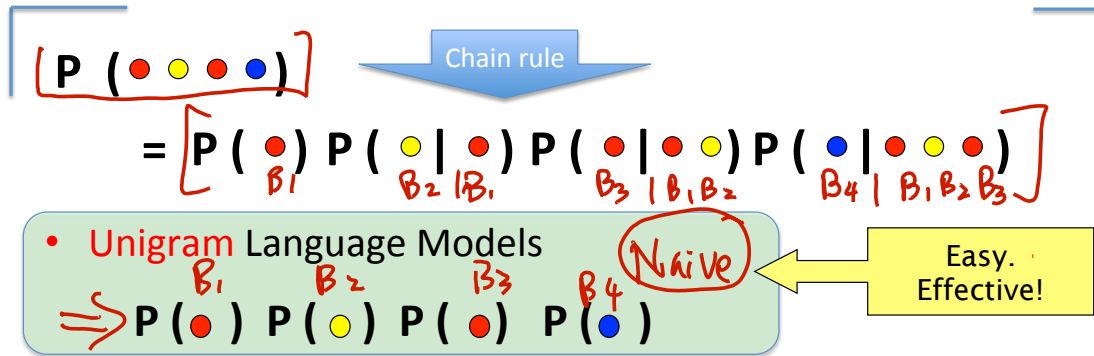 Chain rule
P ( ● ● ● ● )
= P ( ● ) P ( ● | ● ) P ( ● | ● ● ) P ( ● | ● ● ● )
B1 B2 | B1 B3 | B1 B2 B4 | B1 B2 B3
• Unigram Language Models
Naive
Easy.
Effective!
B1 B2 B3 B4
⇒ P ( ● ) P ( ● ) P ( ● ) P ( ● )